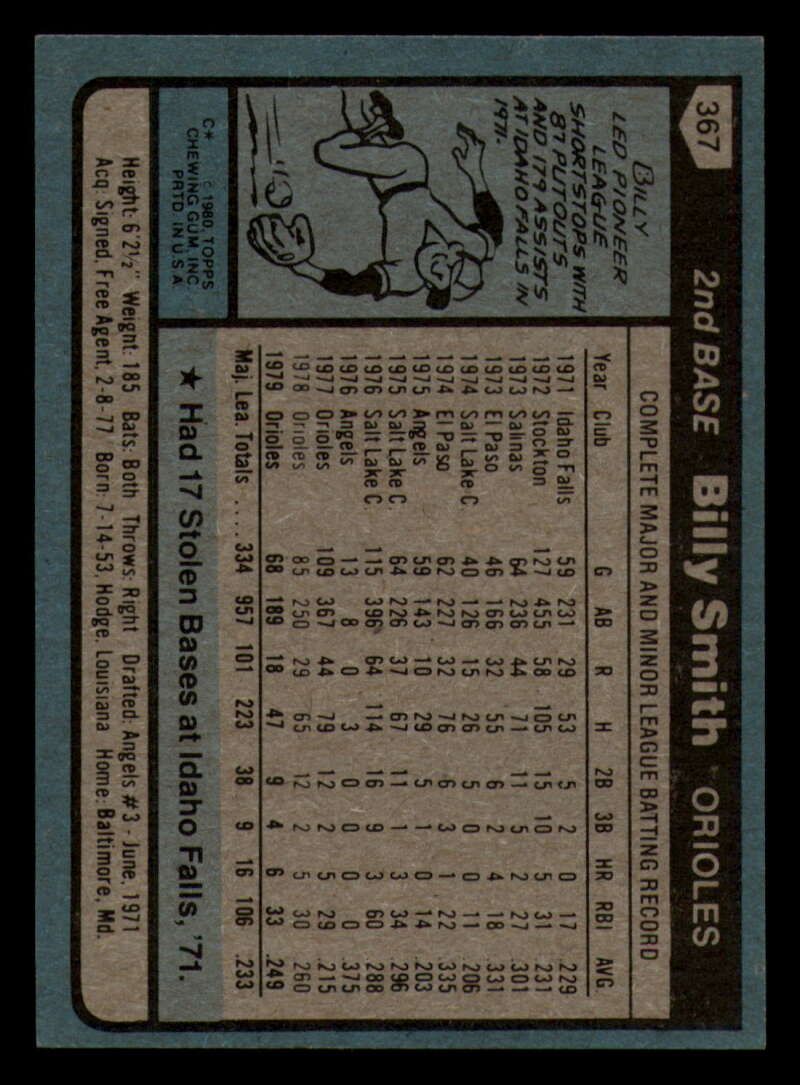 367
2nd BASE Billy Smith ORIOLES
BILLY
LED PIONEER
LEAGUE
SHORTSTOPS WITH
87 PUTOUTS
AND 179 ASSISTS
AT IDAHO FALLS IN
1971.
C* © 1980 TOPPS
CHEWING GUM, INC
PRTD IN U S A
COMPLETE MAJOR AND MINOR LEAGUE BATTING RECORD
Year Club G AB R H 2B 3B HR RBI AVG
1971 Idaho Falls 59 231 29 53 5 2 0 17 .229
1972 Stockton 127 455 58 105 15 10 5 31 .231
1973 Salinas 64 236 44 71 11 5 2 27 .301
1973 El Paso 46 166 32 55 6 2 4 18 .331
1974 Salt Lake C 40 126 15 26 5 0 0 11 .206
1974 El Paso 62 227 32 76 6 3 1 22 .335
1975 Angels 59 143 10 29 5 1 0 14 .203
1975 Salt Lake C 64 226 37 67 11 1 3 34 .296
1976 Salt Lake C 115 396 64 114 16 9 3 60 .288
1976 Angels 13 8 0 3 0 0 0 0 .375
1977 Orioles 109 367 44 79 12 2 5 29 .215
1978 Orioles 85 250 29 65 12 2 5 30 .260
1979 Orioles 68 189 18 47 9 4 6 33 .249
Maj. Lea. Totals .... 334 957 101 223 38 9 16 106 .233
★ Had 17 Stolen Bases at Idaho Falls, '71.
Height: 6'2½" Weight: 185 Bats: Both Throws: Right Drafted: Angels #3 - June, 1971
Acq: Signed, Free Agent, 2-8-77 Born: 7-14-53, Hodge, Louisiana Home: Baltimore, Md.